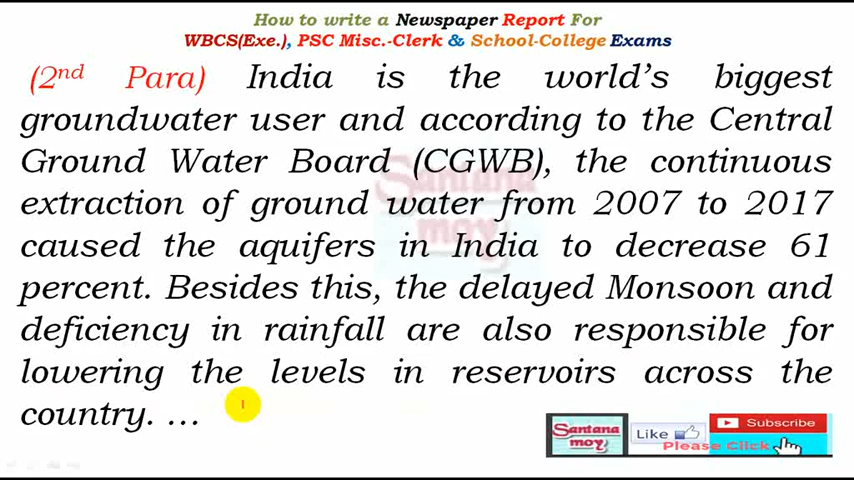 How to write a Newspaper Report For
WBCS(Exe.), PSC Misc.-Clerk & School-College Exams
(2nd Para) India is the world's biggest
groundwater user and according to the Central
Ground Water Board (CGWB), the continuous
extraction of ground water from 2007 to 2017
caused the aquifers in India to decrease 61
percent. Besides this, the delayed Monsoon and
deficiency in rainfall are also responsible for
lowering the levels in reservoirs across the
country. ...
Santana
moy
Santana
moy
Like
Subscribe
Please Click